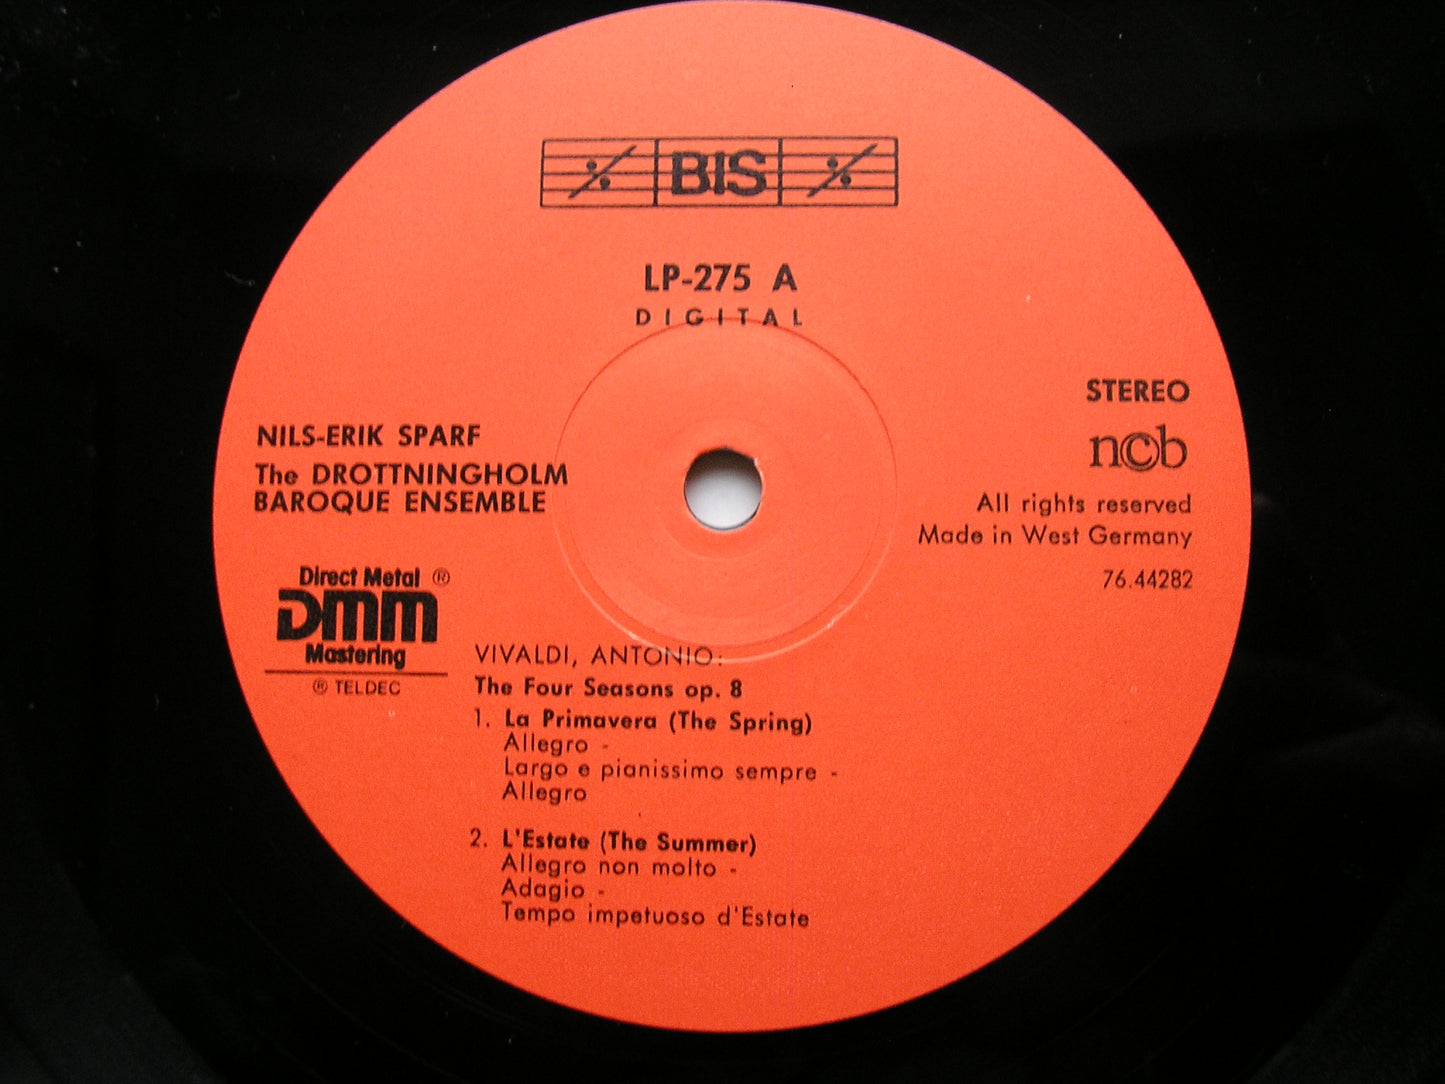 BIS
LP-275 A
DIGITAL
STEREO
ncb
All rights reserved
Made in West Germany
76.44282
NILS-ERIK SPARF
The DROTTNINGHOLM
BAROQUE ENSEMBLE
Direct Metal ®
DMM
Mastering
® TELDEC
VIVALDI, ANTONIO:
The Four Seasons op. 8
1. La Primavera (The Spring)
Allegro -
Largo e pianissimo sempre -
Allegro
2. L'Estate (The Summer)
Allegro non molto -
Adagio -
Tempo impetuoso d'Estate